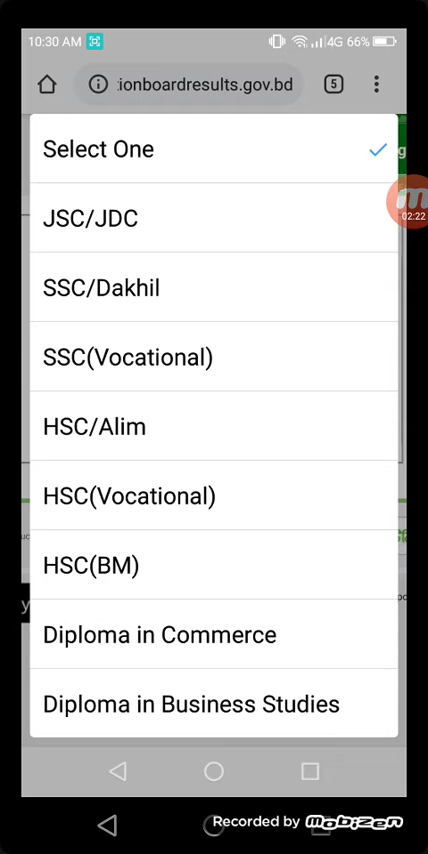 10:30 AM
4G 66%
:ionboardresults.gov.bd
5
Select One
JSC/JDC
02:22
SSC/Dakhil
SSC(Vocational)
HSC/Alim
HSC(Vocational)
HSC(BM)
Diploma in Commerce
Diploma in Business Studies
Recorded by Mobizen